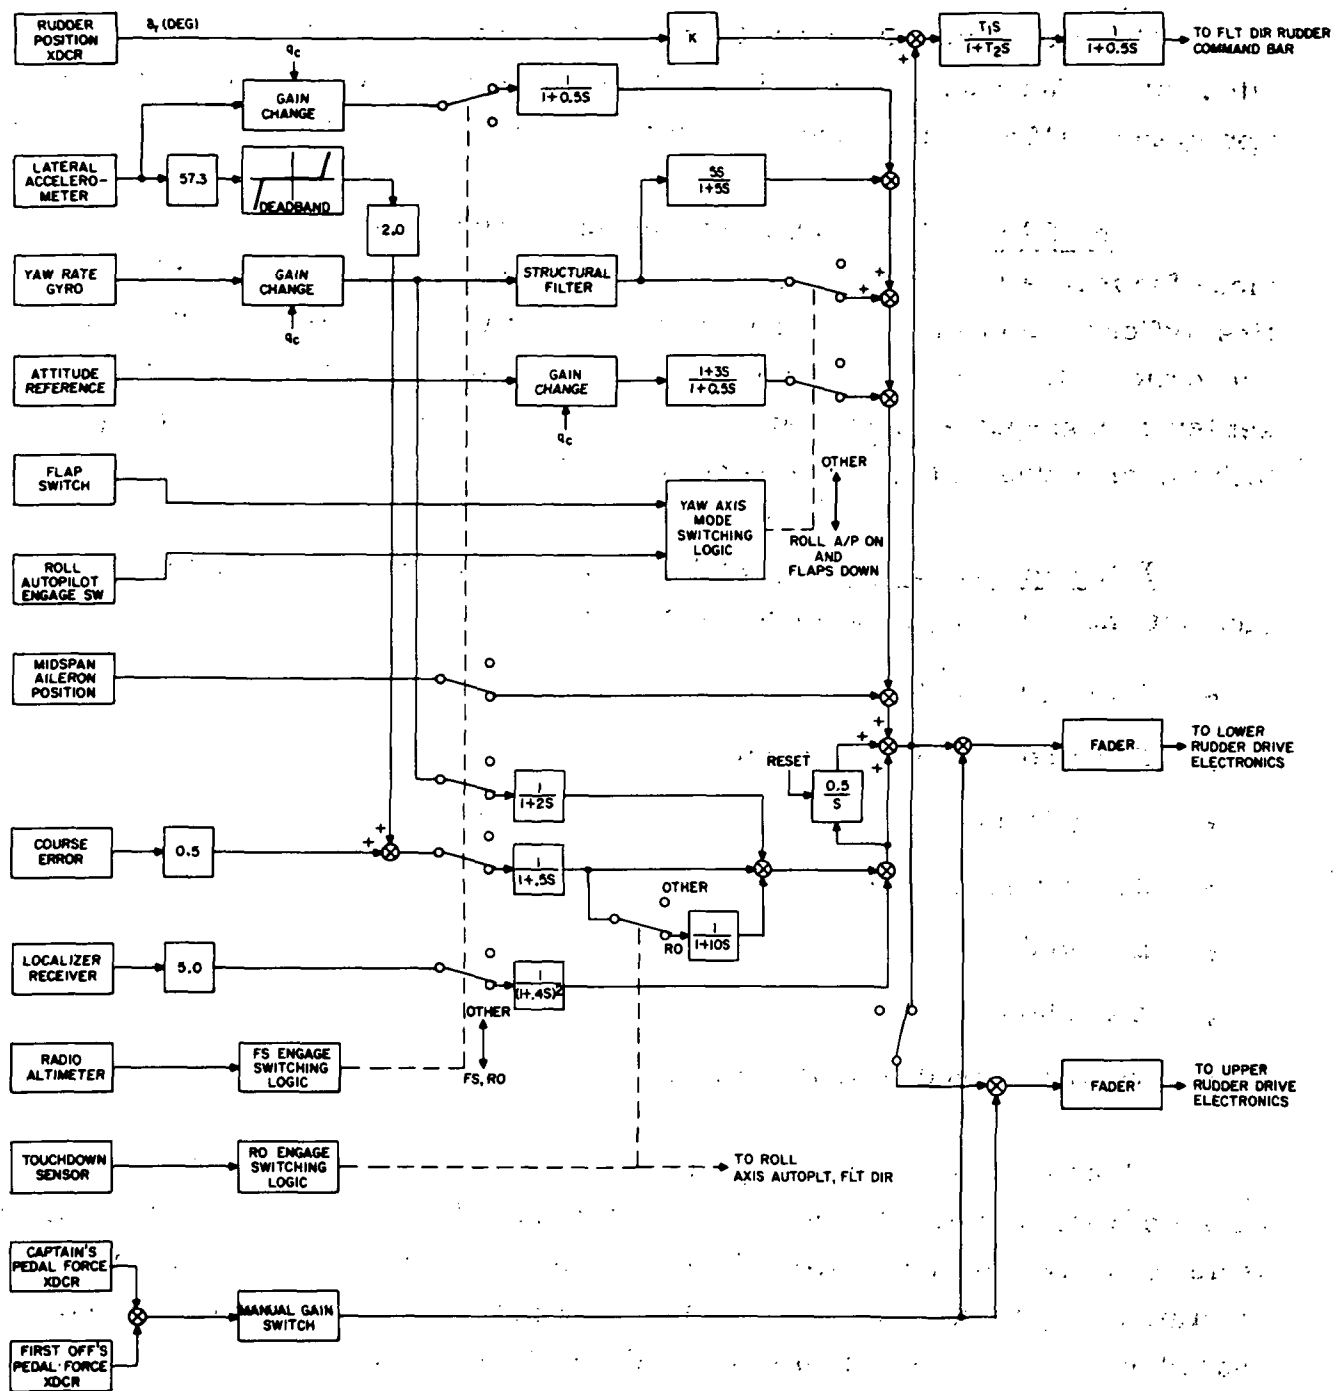 RUDDER
POSITION
XDCR
δr (DEG)
K
-
+
T1S
1+T2S
1
1+0.5S
TO FLT DIR RUDDER
COMMAND BAR
qc
GAIN
CHANGE
1
1+0.5S
LATERAL
ACCELERO-
METER
57.3
DEADBAND
2.0
5S
1+5S
YAW RATE
GYRO
GAIN
CHANGE
qc
STRUCTURAL
FILTER
+
+
ATTITUDE
REFERENCE
GAIN
CHANGE
qc
1+3S
1+0.5S
FLAP
SWITCH
YAW AXIS
MODE
SWITCHING
LOGIC
OTHER
ROLL A/P ON
AND
FLAPS DOWN
ROLL
AUTOPILOT
ENGAGE SW
MIDSPAN
AILERON
POSITION
+
+
+
RESET
0.5
S
FADER
TO LOWER
RUDDER DRIVE
ELECTRONICS
1
1+2S
COURSE
ERROR
0.5
+
+
1
1+.5S
OTHER
RO
1
1+10S
LOCALIZER
RECEIVER
5.0
1
(1+.4S)2
OTHER
FS, RO
RADIO
ALTIMETER
FS ENGAGE
SWITCHING
LOGIC
FADER
TO UPPER
RUDDER DRIVE
ELECTRONICS
TOUCHDOWN
SENSOR
RO ENGAGE
SWITCHING
LOGIC
TO ROLL
AXIS AUTOPLT, FLT DIR
CAPTAIN'S
PEDAL FORCE
XDCR
MANUAL GAIN
SWITCH
FIRST OFF'S
PEDAL FORCE
XDCR